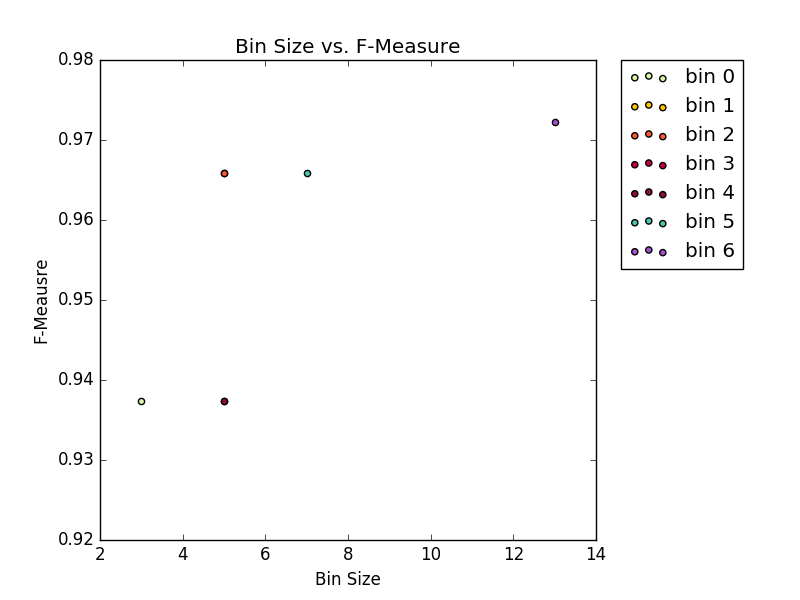 Bin Size vs. F-Measure
0.98
0.97
0.96
0.95
0.94
0.93
0.92
F-Meausre
2 4 6 8 10 12 14
Bin Size
bin 0
bin 1
bin 2
bin 3
bin 4
bin 5
bin 6